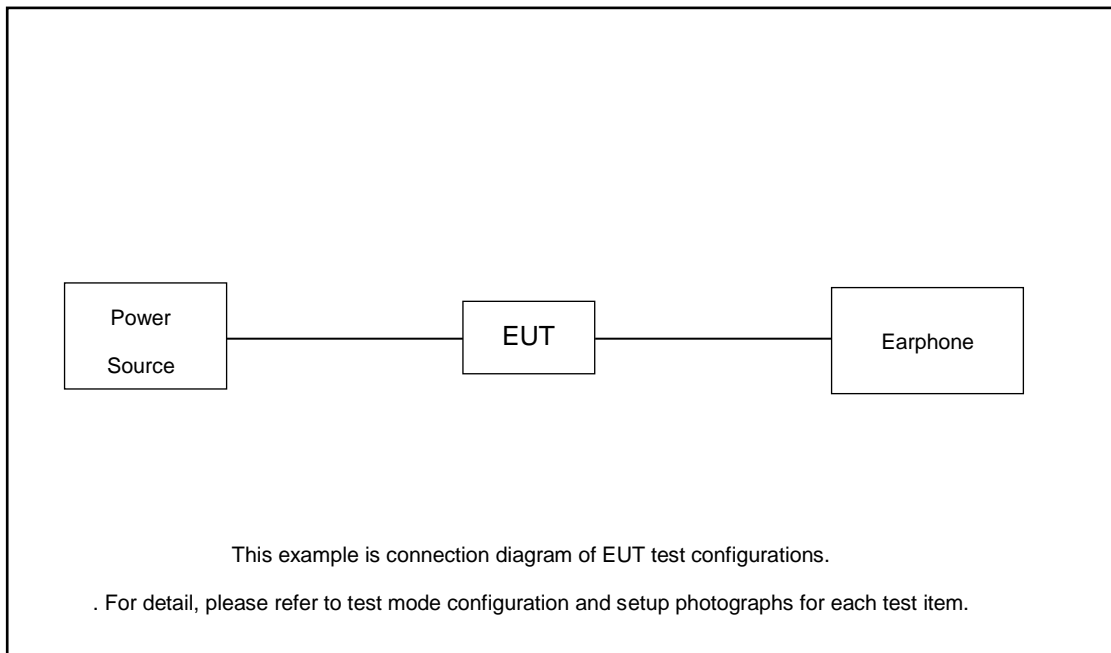 Power
Source
EUT
Earphone
This example is connection diagram of EUT test configurations.
. For detail, please refer to test mode configuration and setup photographs for each test item.